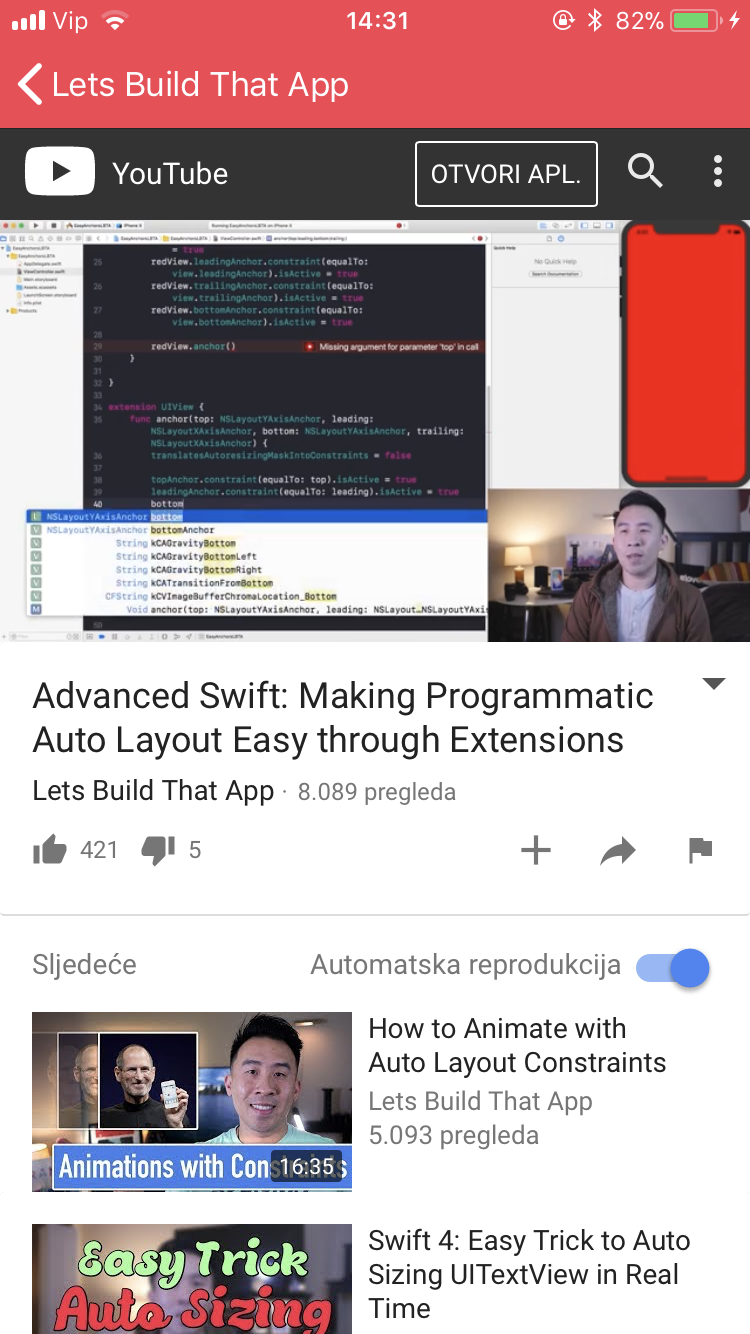 Vip 14:31 82%
Lets Build That App
YouTube OTVORI APL.
Quick Help
No Quick Help
Search Documentation
= true
25 redView.leadingAnchor.constraint(equalTo:
view.leadingAnchor).isActive = true
26 redView.trailingAnchor.constraint(equalTo:
view.trailingAnchor).isActive = true
27 redView.bottomAnchor.constraint(equalTo:
view.bottomAnchor).isActive = true
28
29 redView.anchor() Missing argument for parameter 'top' in call
30 }
31
32 }
33
34 extension UIView {
35 func anchor(top: NSLayoutYAxisAnchor, leading:
NSLayoutXAxisAnchor, bottom: NSLayoutYAxisAnchor, trailing:
NSLayoutXAxisAnchor) {
36 translatesAutoresizingMaskIntoConstraints = false
37
38 topAnchor.constraint(equalTo: top).isActive = true
39 leadingAnchor.constraint(equalTo: leading).isActive = true
40 bottom
L NSLayoutYAxisAnchor bottom
V NSLayoutYAxisAnchor bottomAnchor
V String kCAGravityBottom
V String kCAGravityBottomLeft
V String kCAGravityBottomRight
V String kCATransitionFromBottom
V CFString kCVImageBufferChromaLocation_Bottom
M Void anchor(top: NSLayoutYAxisAnchor, leading: NSLayout…NSLayoutYAxis
50
Advanced Swift: Making Programmatic
Auto Layout Easy through Extensions
Lets Build That App · 8.089 pregleda
421 5
Sljedeće Automatska reprodukcija
How to Animate with
Auto Layout Constraints
Lets Build That App
5.093 pregleda
Animations with Constraints
16:35
Swift 4: Easy Trick to Auto
Sizing UITextView in Real
Time
Easy Trick
Auto Sizing